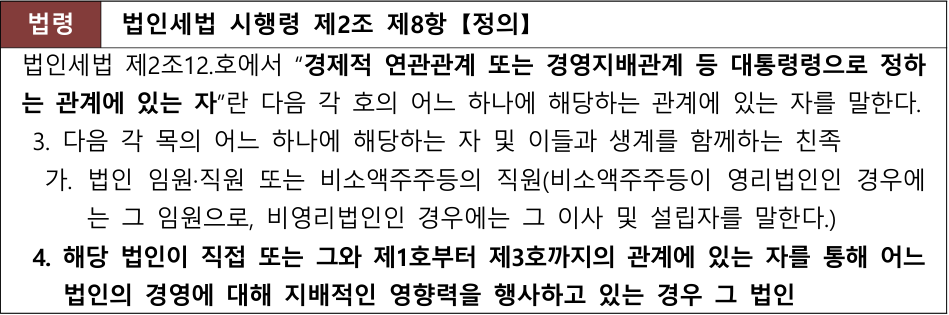 법령 법인세법 시행령 제2조 제8항【정의】
법인세법 제2조12.호에서 “경제적 연관관계 또는 경영지배관계 등 대통령령으로 정하
는 관계에 있는 자”란 다음 각 호의 어느 하나에 해당하는 관계에 있는 자를 말한다.
3. 다음 각 목의 어느 하나에 해당하는 자 및 이들과 생계를 함께하는 친족
가. 법인 임원·직원 또는 비소액주주등의 직원(비소액주주등이 영리법인인 경우에
는 그 임원으로, 비영리법인인 경우에는 그 이사 및 설립자를 말한다.)
4. 해당 법인이 직접 또는 그와 제1호부터 제3호까지의 관계에 있는 자를 통해 어느
법인의 경영에 대해 지배적인 영향력을 행사하고 있는 경우 그 법인